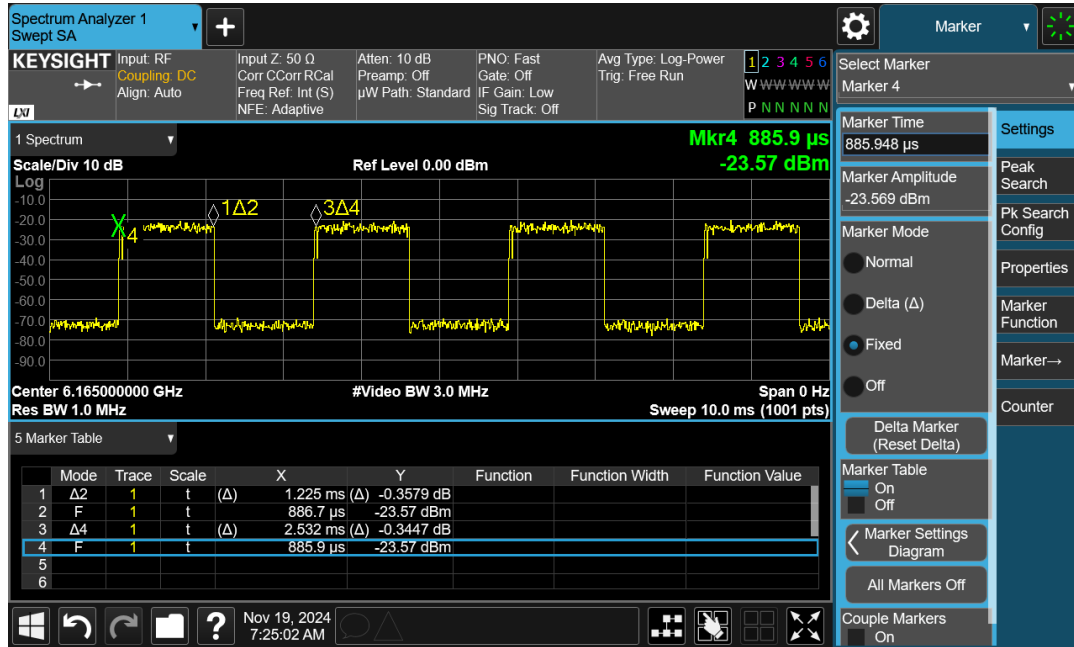 Spectrum Analyzer 1
Swept SA
+
Marker
KEYSIGHT
LXI
Input: RF
Coupling: DC
Align: Auto
Input Z: 50 Ω
Corr CCorr RCal
Freq Ref: Int (S)
NFE: Adaptive
Atten: 10 dB
Preamp: Off
µW Path: Standard
PNO: Fast
Gate: Off
IF Gain: Low
Sig Track: Off
Avg Type: Log-Power
Trig: Free Run
1 2 3 4 5 6
W W W W W W
P N N N N N
Select Marker
Marker 4
1 Spectrum
Scale/Div 10 dB
Ref Level 0.00 dBm
Mkr4 885.9 µs
-23.57 dBm
Log
-10.0
-20.0
-30.0
-40.0
-50.0
-60.0
-70.0
-80.0
-90.0
4
1Δ2
3Δ4
Center 6.165000000 GHz
#Video BW 3.0 MHz
Span 0 Hz
Res BW 1.0 MHz
Sweep 10.0 ms (1001 pts)
5 Marker Table
Mode Trace Scale X Y Function Function Width Function Value
1 Δ2 1 t (Δ) 1.225 ms (Δ) -0.3579 dB
2 F 1 t 886.7 µs -23.57 dBm
3 Δ4 1 t (Δ) 2.532 ms (Δ) -0.3447 dB
4 F 1 t 885.9 µs -23.57 dBm
5
6
Marker Time
885.948 µs
Marker Amplitude
-23.569 dBm
Marker Mode
Normal
Delta (Δ)
Fixed
Off
Delta Marker
(Reset Delta)
Marker Table
On
Off
Marker Settings
Diagram
All Markers Off
Couple Markers
On
Settings
Peak
Search
Pk Search
Config
Properties
Marker
Function
Marker→
Counter
?
Nov 19, 2024
7:25:02 AM